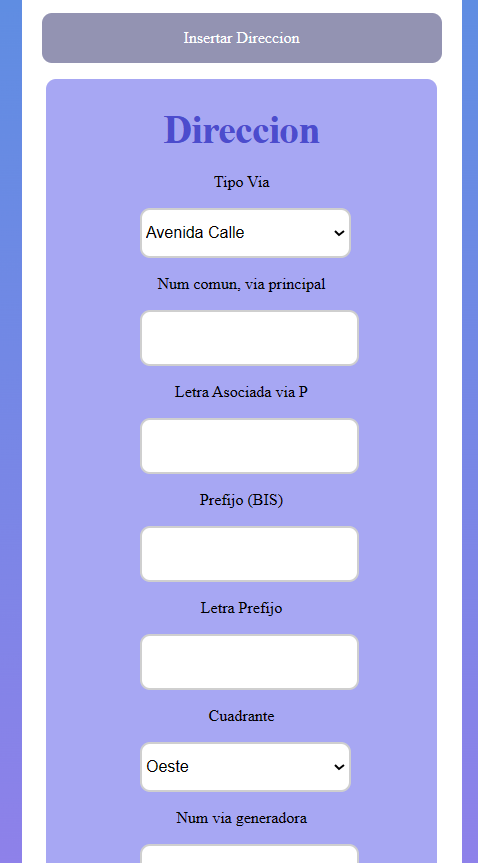 Insertar Direccion
Direccion
Tipo Via
Avenida Calle
Num comun, via principal
Letra Asociada via P
Prefijo (BIS)
Letra Prefijo
Cuadrante
Oeste
Num via generadora